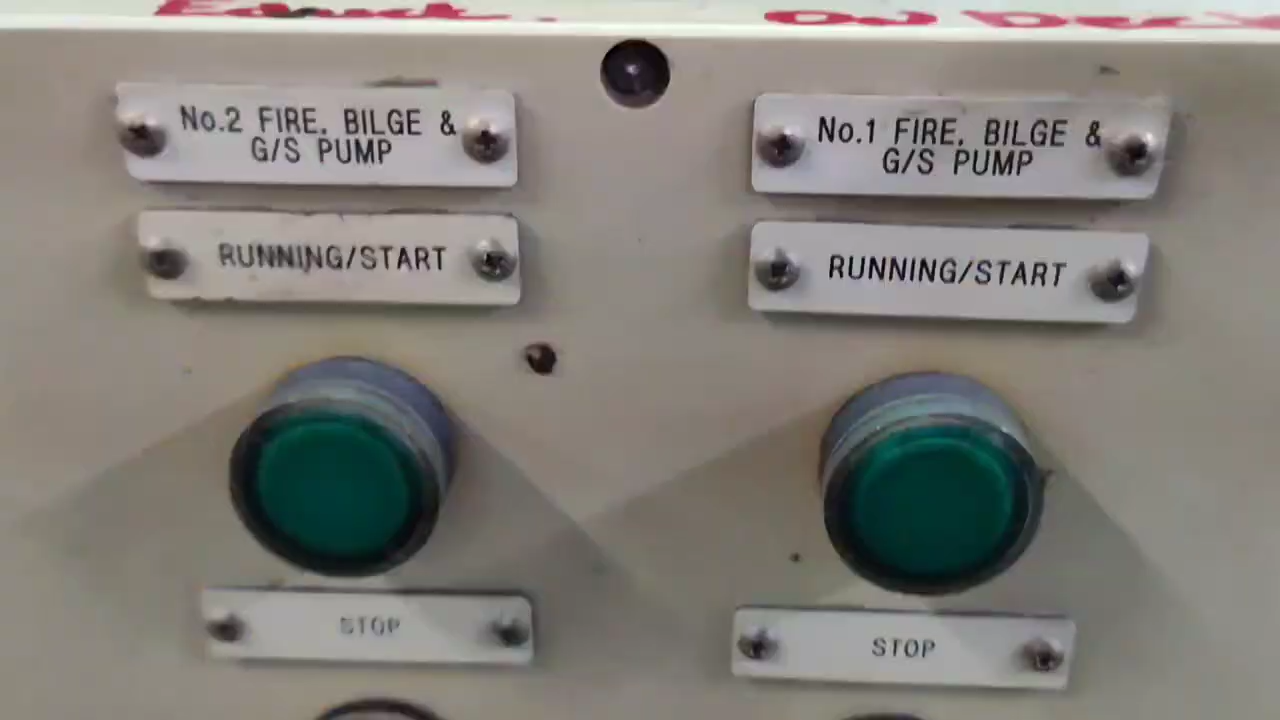 No.2 FIRE, BILGE &
G/S PUMP
No.1 FIRE, BILGE &
G/S PUMP
RUNNING/START
RUNNING/START
STOP
STOP